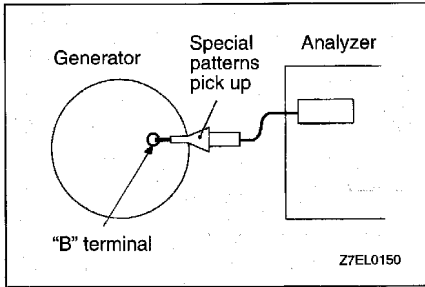 Generator
Special
patterns
pick up
Analyzer
“B” terminal
Z7EL0150